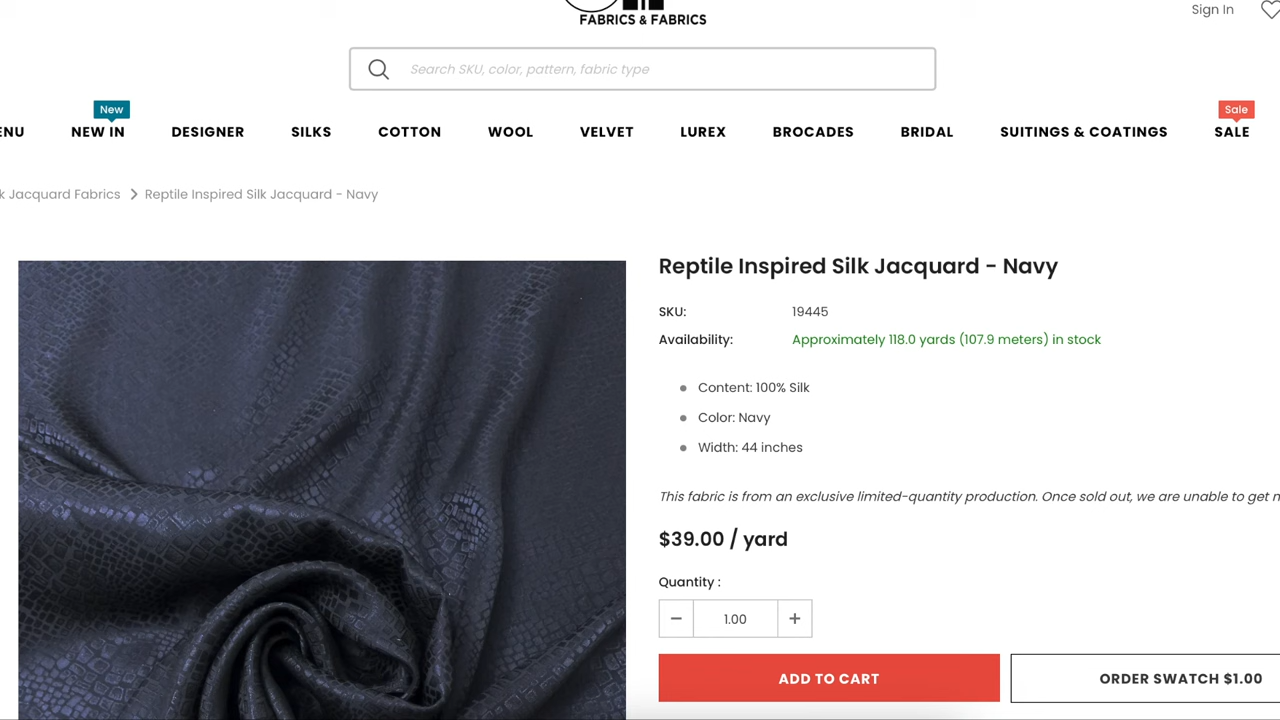 FABRICS & FABRICS
Sign In
Search SKU, color, pattern, fabric type
New
Sale
ENU NEW IN DESIGNER SILKS COTTON WOOL VELVET LUREX BROCADES BRIDAL SUITINGS & COATINGS SALE
k Jacquard Fabrics > Reptile Inspired Silk Jacquard - Navy
Reptile Inspired Silk Jacquard - Navy
SKU: 19445
Availability: Approximately 118.0 yards (107.9 meters) in stock
Content: 100% Silk
Color: Navy
Width: 44 inches
This fabric is from an exclusive limited-quantity production. Once sold out, we are unable to get
$39.00 / yard
Quantity :
− 1.00 +
ADD TO CART
ORDER SWATCH $1.00